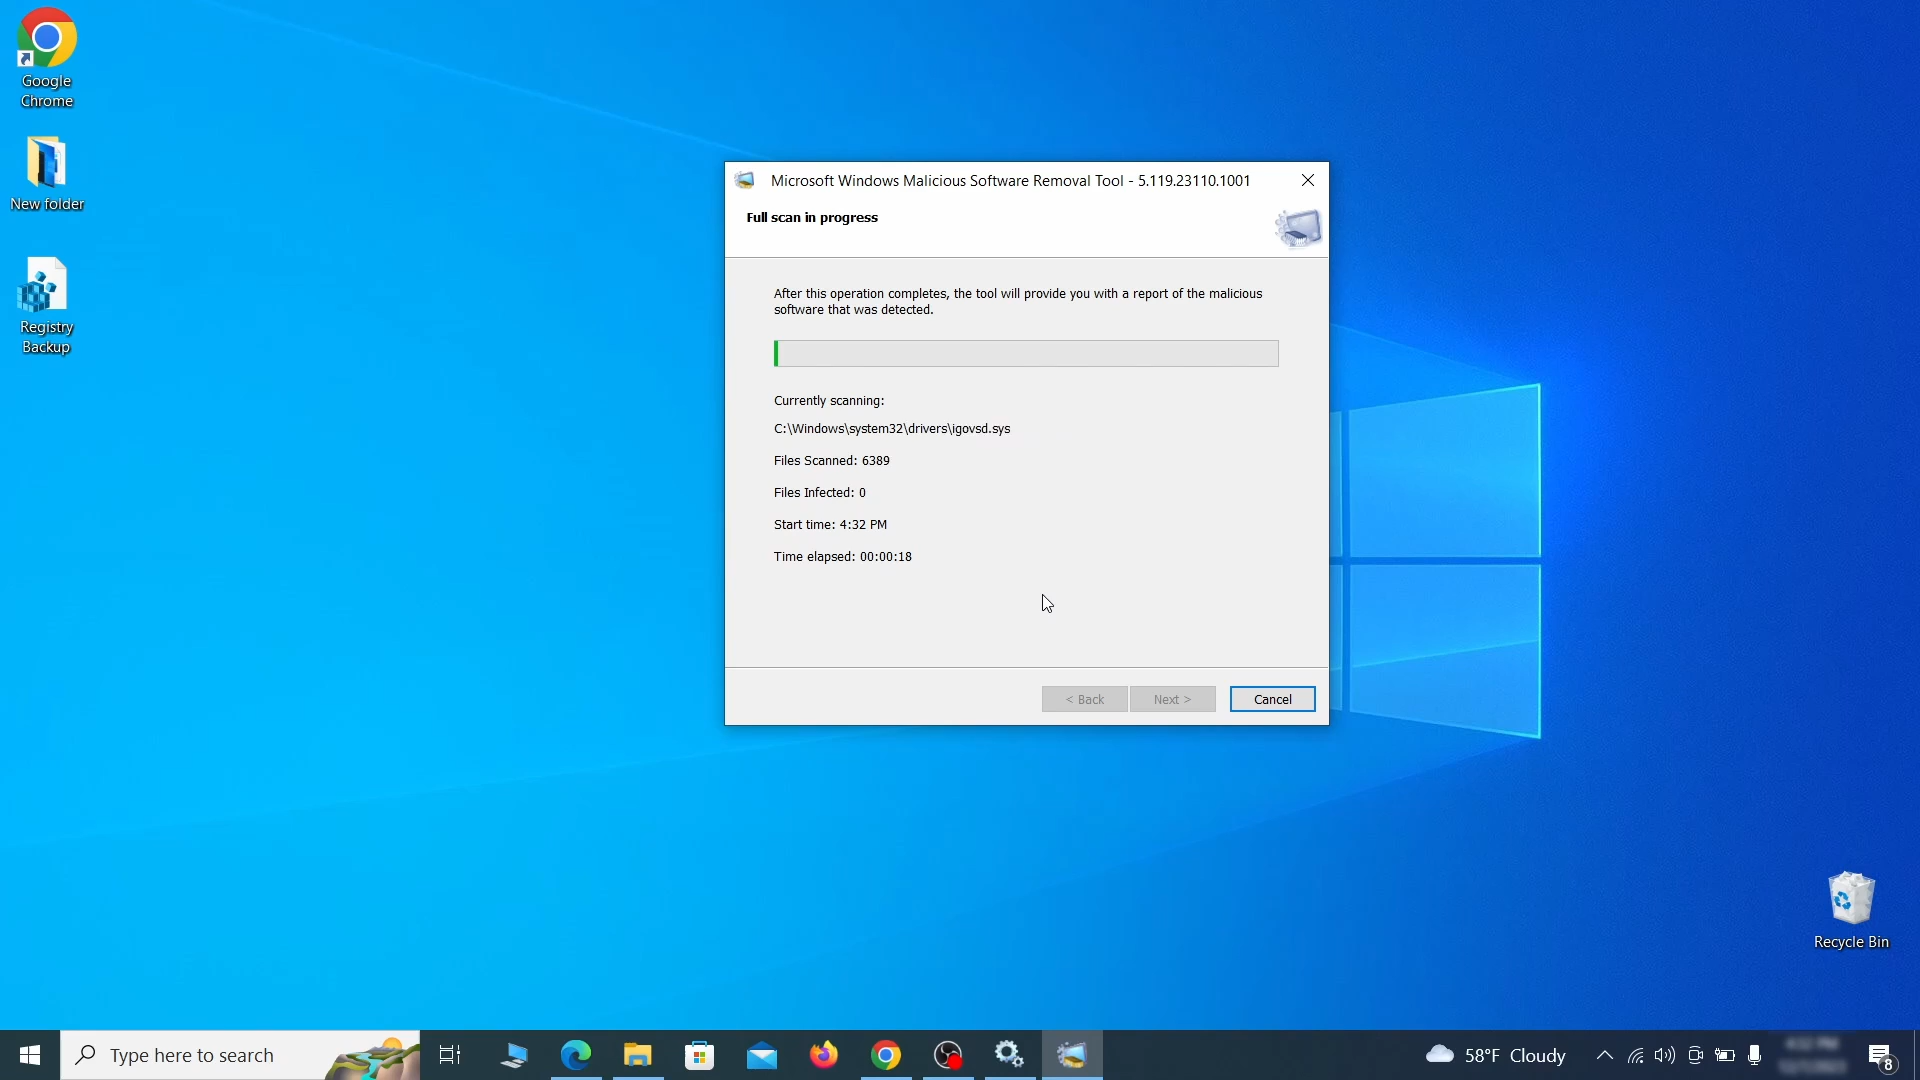 Google
Chrome
New folder
Registry
Backup
Microsoft Windows Malicious Software Removal Tool - 5.119.23110.1001
Full scan in progress
After this operation completes, the tool will provide you with a report of the malicious
software that was detected.
Currently scanning:
C:\Windows\system32\drivers\igovsd.sys
Files Scanned: 6389
Files Infected: 0
Start time: 4:32 PM
Time elapsed: 00:00:18
< Back
Next >
Cancel
Recycle Bin
Type here to search
58°F Cloudy
8